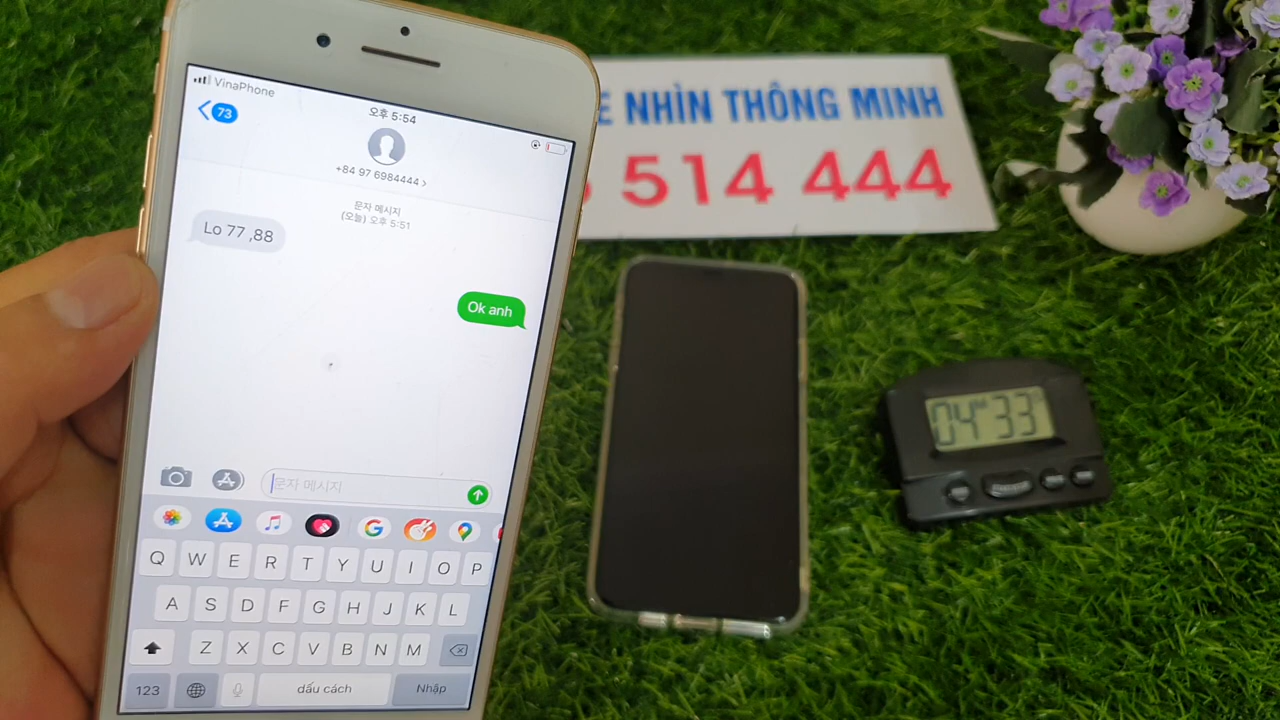 VinaPhone
오후 5:54
73
+84 97 6984444 >
문자 메시지
(오늘) 오후 5:51
Lo 77 ,88
Ok anh
문자 메시지
Q W E R T Y U I O P
A S D F G H J K L
Z X C V B N M
123 dấu cách Nhập
E NHÌN THÔNG MINH
514 444
04 33